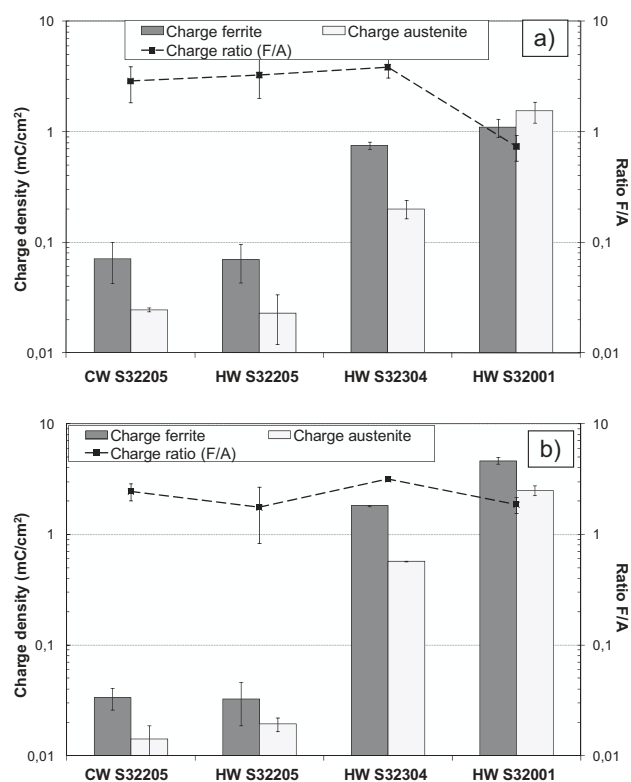 Charge ferrite Charge austenite
Charge ratio (F/A)
a)
Charge density (mC/cm²)
10
1
0,1
0,01
10
1
0,1
0,01
Ratio F/A
CW S32205 HW S32205 HW S32304 HW S32001
Charge ferrite Charge austenite
Charge ratio (F/A)
b)
Charge density (mC/cm²)
10
1
0,1
0,01
10
1
0,1
0,01
Ratio F/A
CW S32205 HW S32205 HW S32304 HW S32001